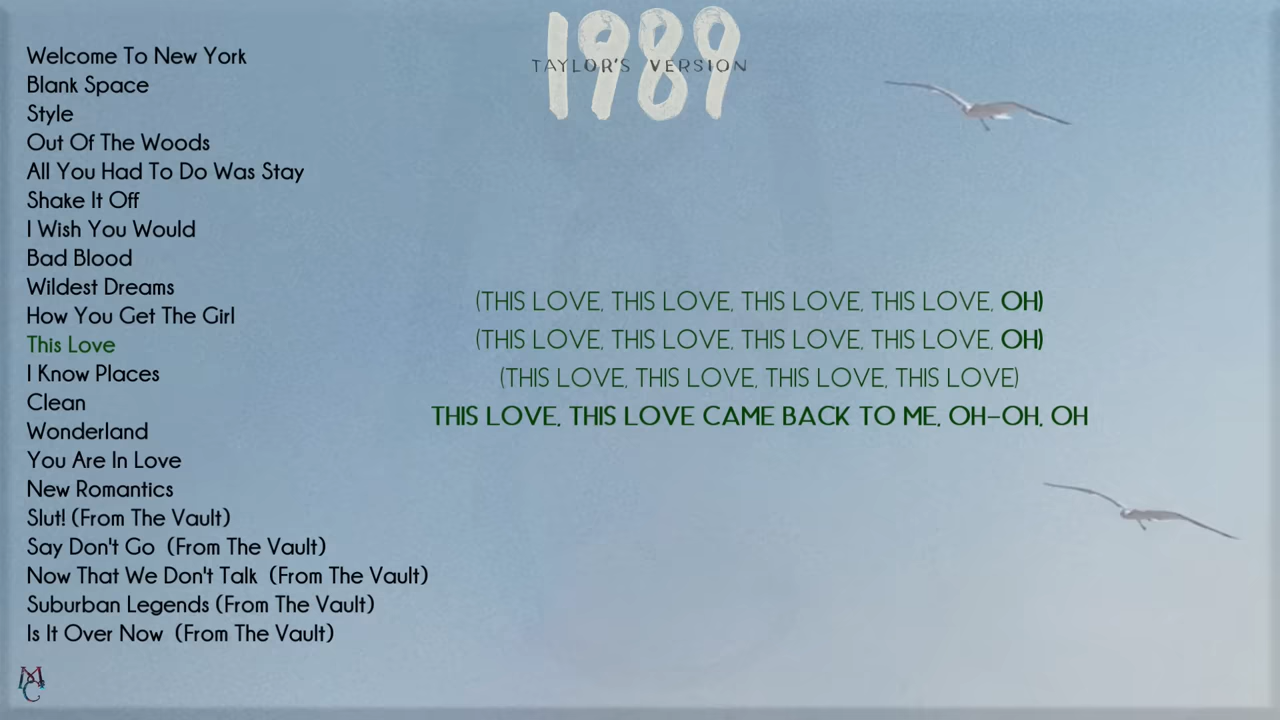 1989
TAYLOR'S VERSION
Welcome To New York
Blank Space
Style
Out Of The Woods
All You Had To Do Was Stay
Shake It Off
I Wish You Would
Bad Blood
Wildest Dreams
How You Get The Girl
This Love
I Know Places
Clean
Wonderland
You Are In Love
New Romantics
Slut! (From The Vault)
Say Don't Go (From The Vault)
Now That We Don't Talk (From The Vault)
Suburban Legends (From The Vault)
Is It Over Now (From The Vault)
(THIS LOVE, THIS LOVE, THIS LOVE, THIS LOVE, OH)
(THIS LOVE, THIS LOVE, THIS LOVE, THIS LOVE, OH)
(THIS LOVE, THIS LOVE, THIS LOVE, THIS LOVE)
THIS LOVE, THIS LOVE CAME BACK TO ME, OH-OH, OH
MC